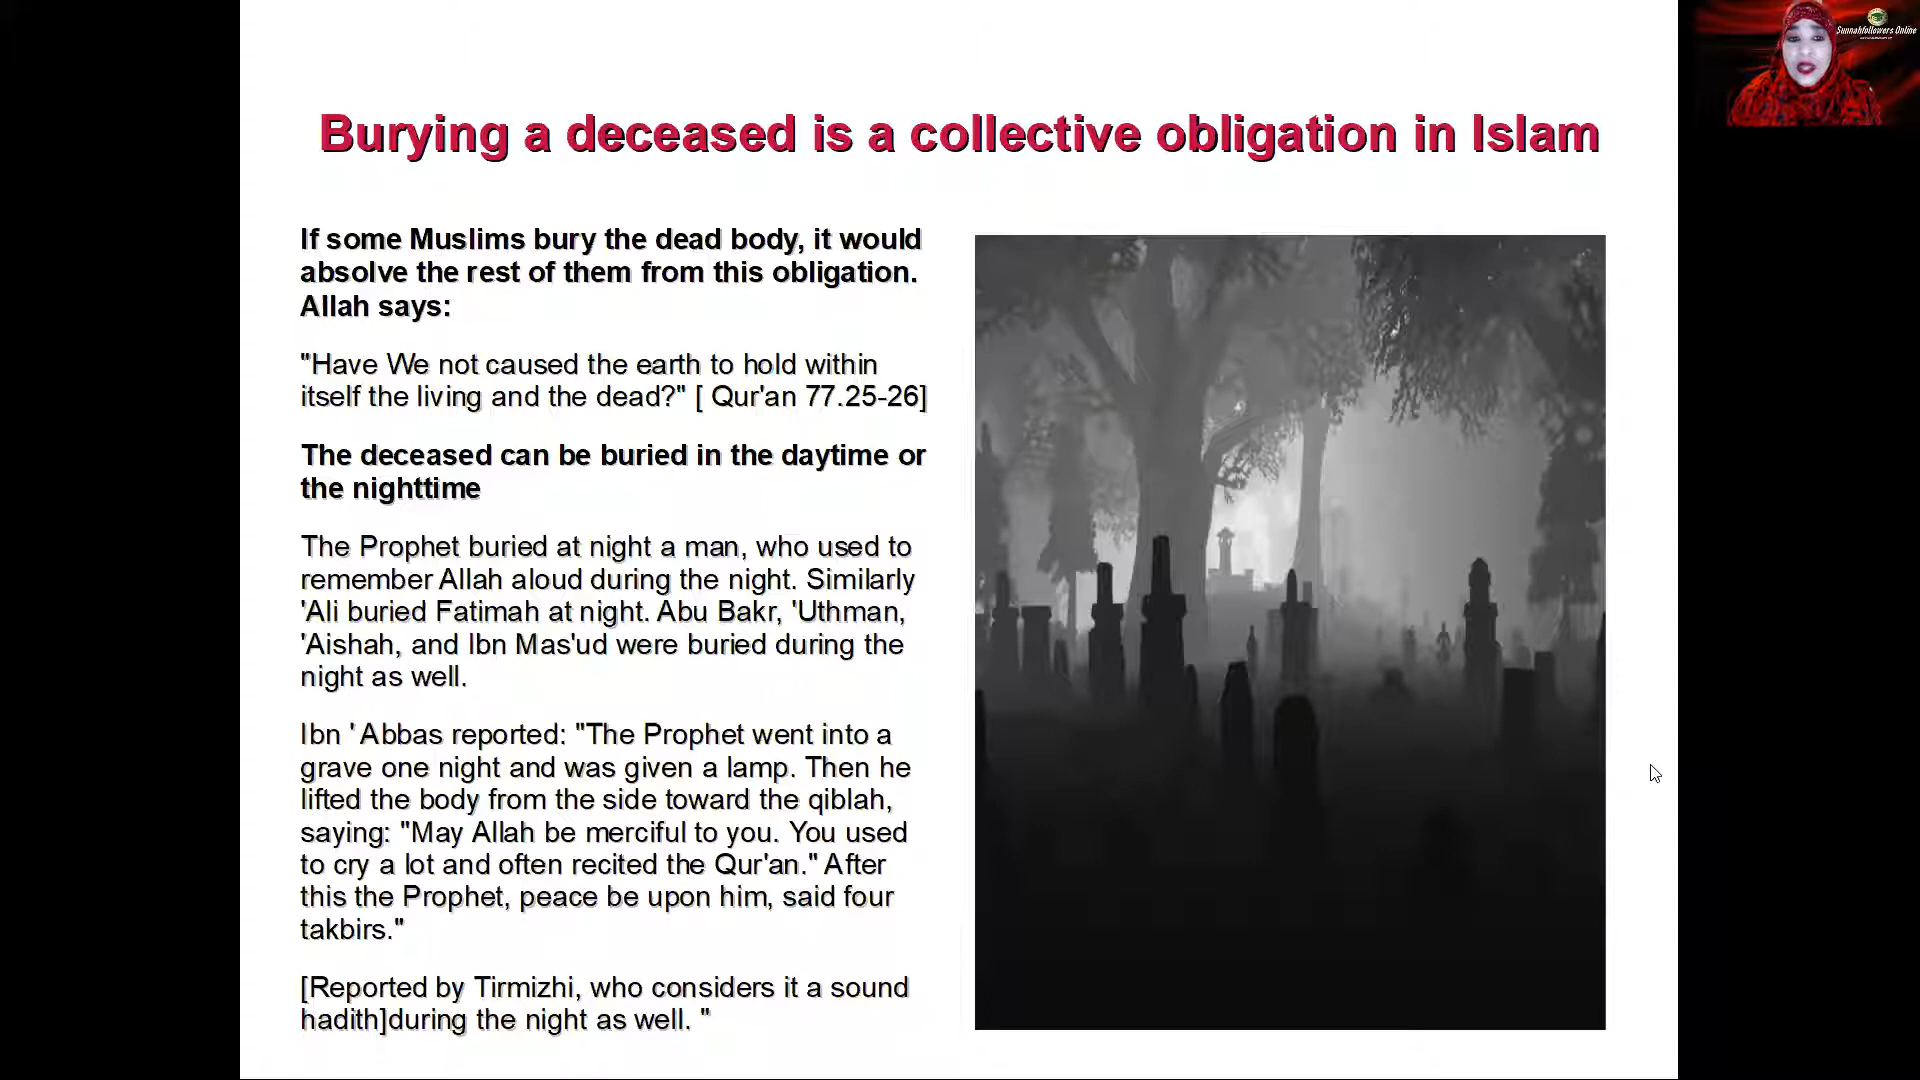 Burying a deceased is a collective obligation in Islam
If some Muslims bury the dead body, it would
absolve the rest of them from this obligation.
Allah says:
"Have We not caused the earth to hold within
itself the living and the dead?" [ Qur'an 77.25-26]
The deceased can be buried in the daytime or
the nighttime
The Prophet buried at night a man, who used to
remember Allah aloud during the night. Similarly
'Ali buried Fatimah at night. Abu Bakr, 'Uthman,
'Aishah, and Ibn Mas'ud were buried during the
night as well.
Ibn ' Abbas reported: "The Prophet went into a
grave one night and was given a lamp. Then he
lifted the body from the side toward the qiblah,
saying: "May Allah be merciful to you. You used
to cry a lot and often recited the Qur'an." After
this the Prophet, peace be upon him, said four
takbirs."
[Reported by Tirmizhi, who considers it a sound
hadith]during the night as well. "
Sunnahfollowers Online